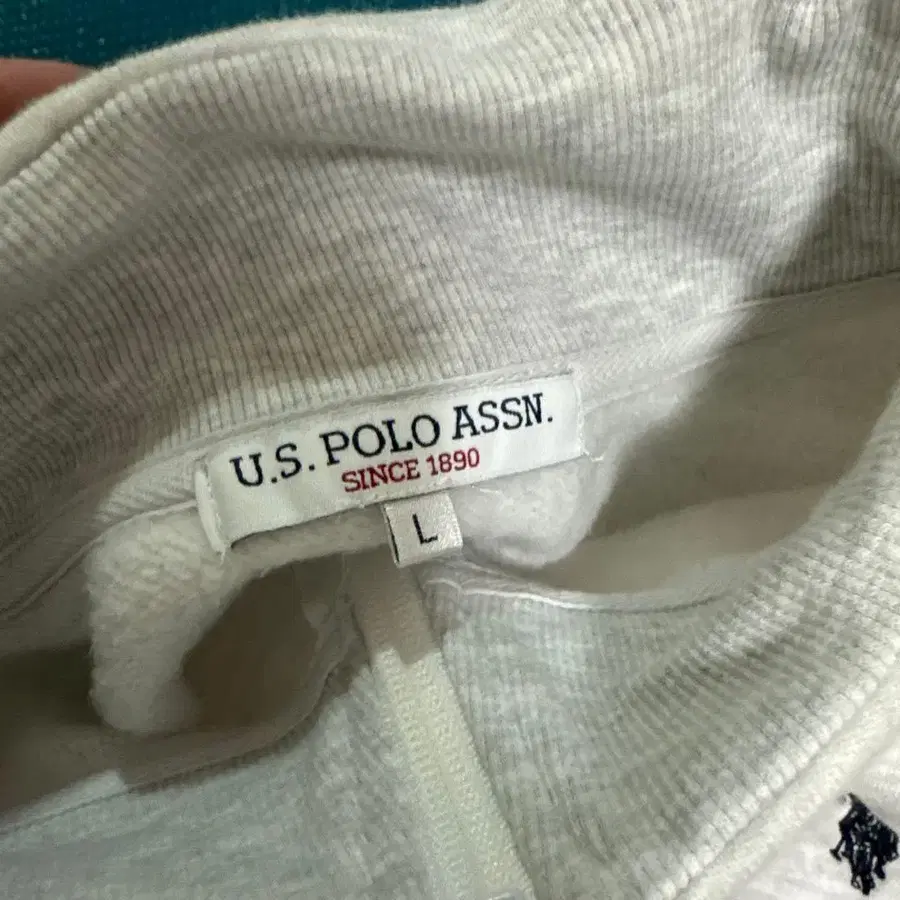 U.S. POLO ASSN.
SINCE 1890
L